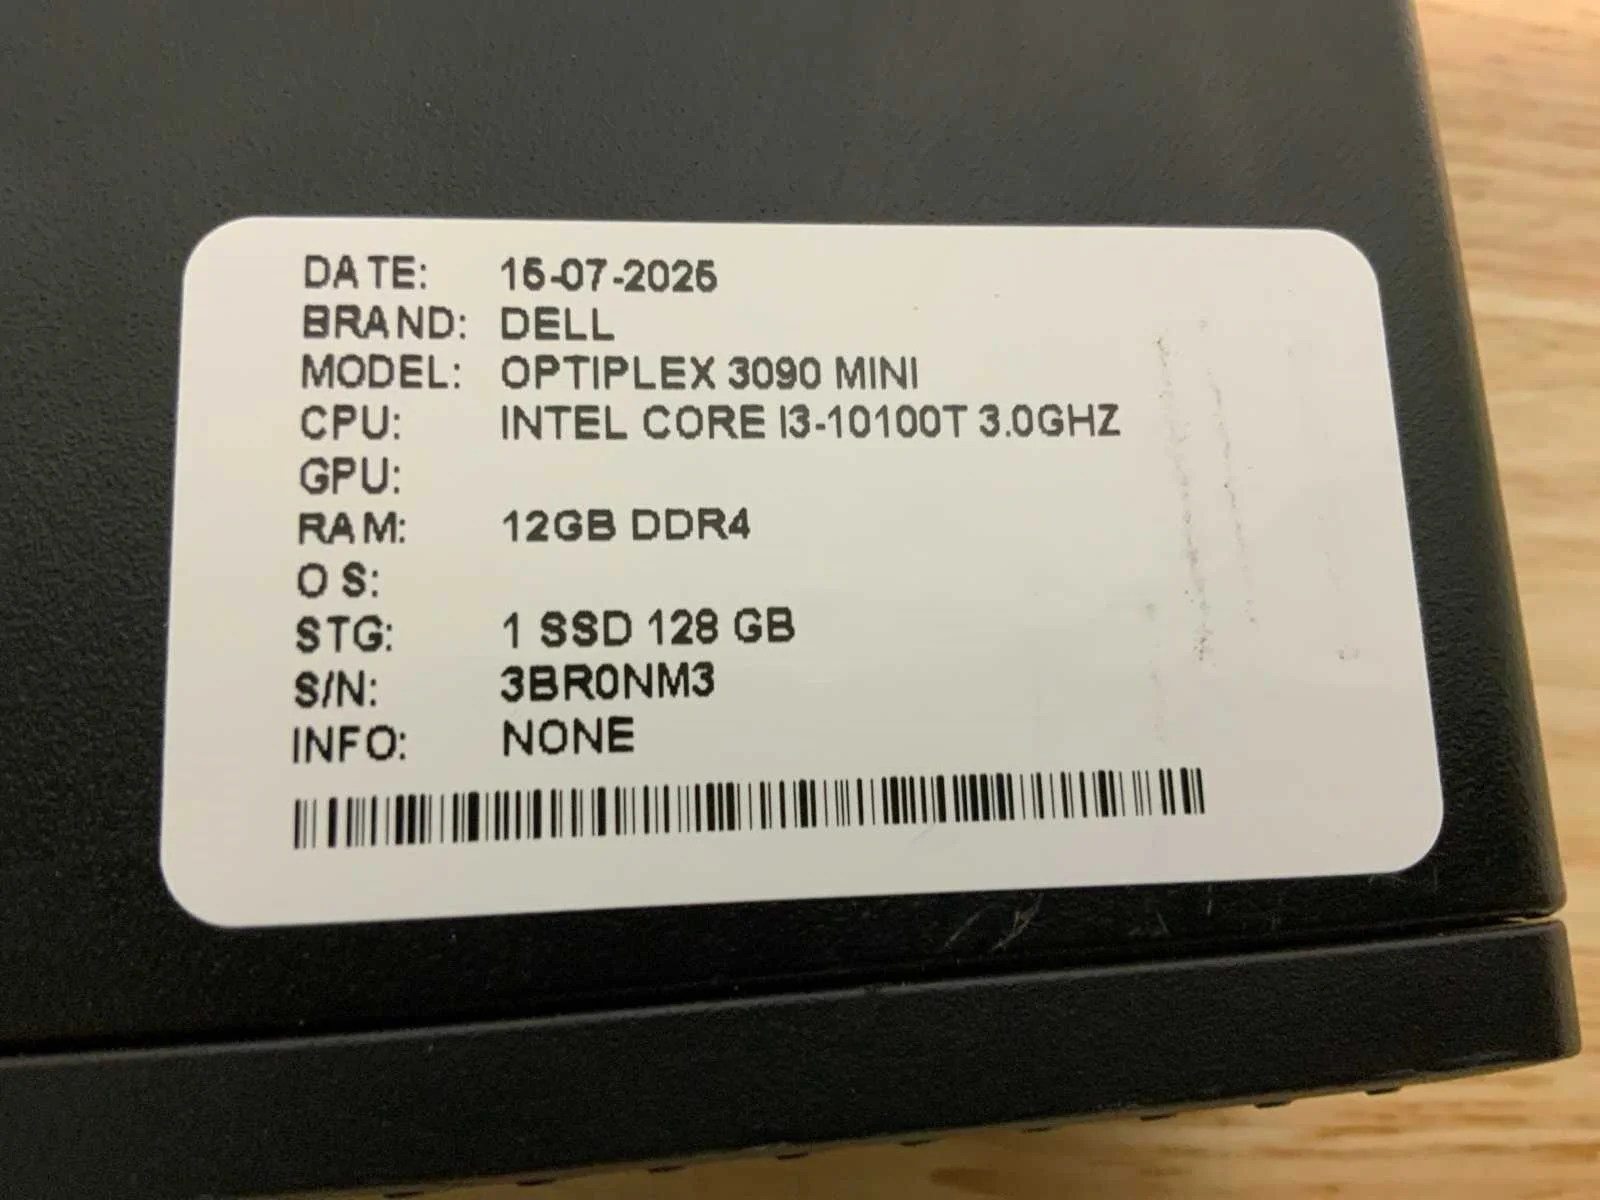 DATE: 15-07-2025
BRAND: DELL
MODEL: OPTIPLEX 3090 MINI
CPU: INTEL CORE I3-10100T 3.0GHZ
GPU:
RAM: 12GB DDR4
OS:
STG: 1 SSD 128 GB
S/N: 3BR0NM3
INFO: NONE